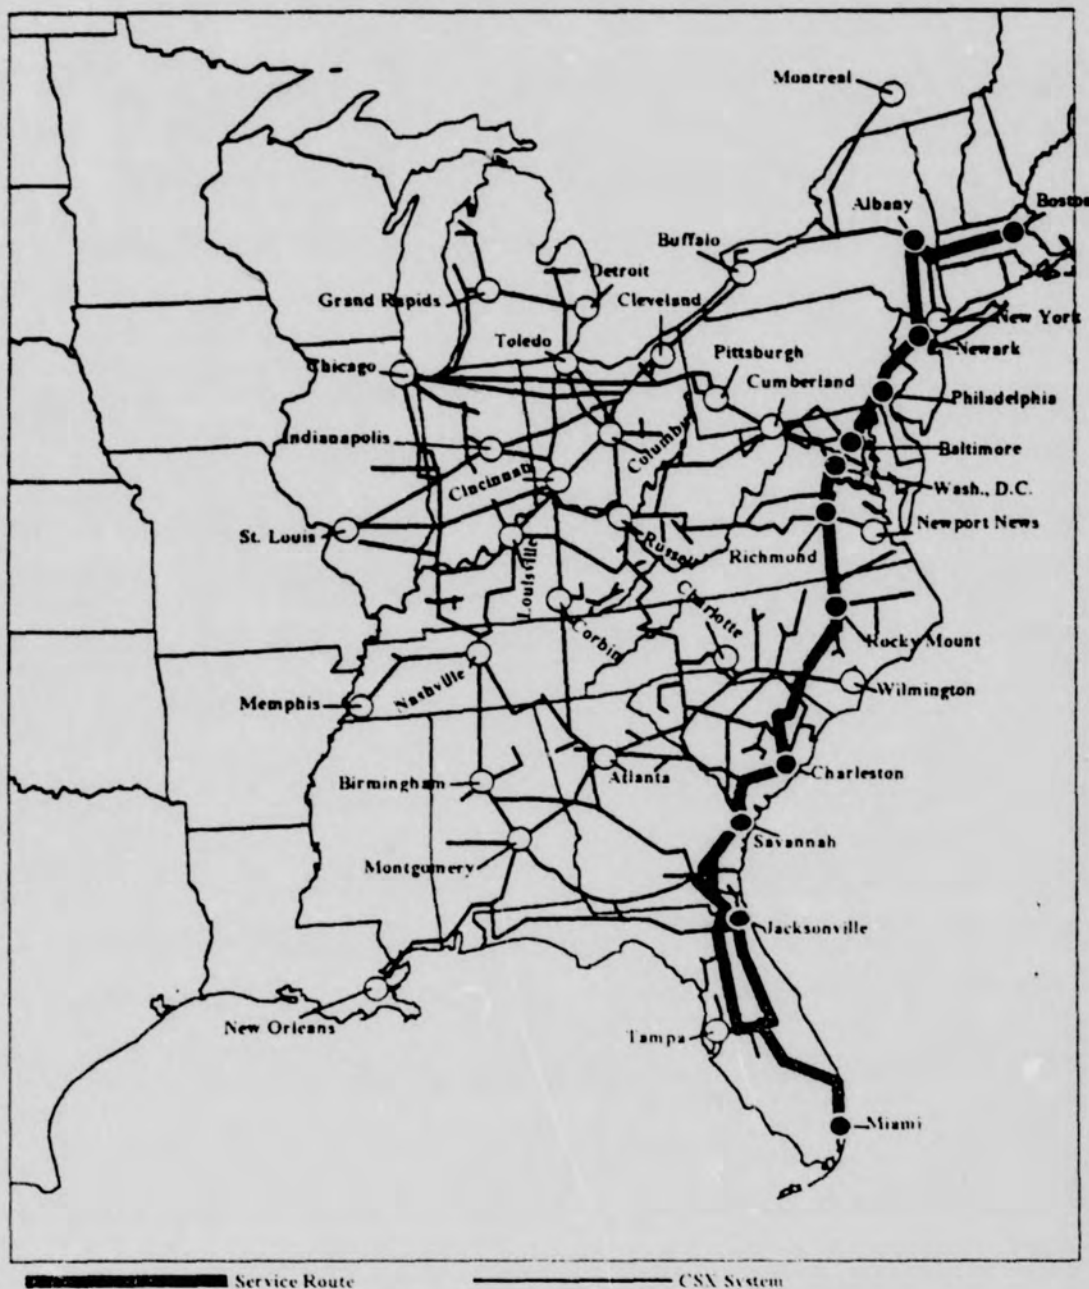 Montreal
Albany
Boston
Buffalo
Detroit
Grand Rapids
Cleveland
New York
Toledo
Pittsburgh
Newark
Chicago
Cumberland
Philadelphia
Indianapolis
Columbus
Baltimore
Cincinnati
Wash., D.C.
St. Louis
Newport News
Russell
Richmond
Louisville
Charlotte
Corbin
Rocky Mount
Nashville
Memphis
Wilmington
Birmingham
Atlanta
Charleston
Montgomery
Savannah
Jacksonville
New Orleans
Tampa
Miami
Service Route
CSX System